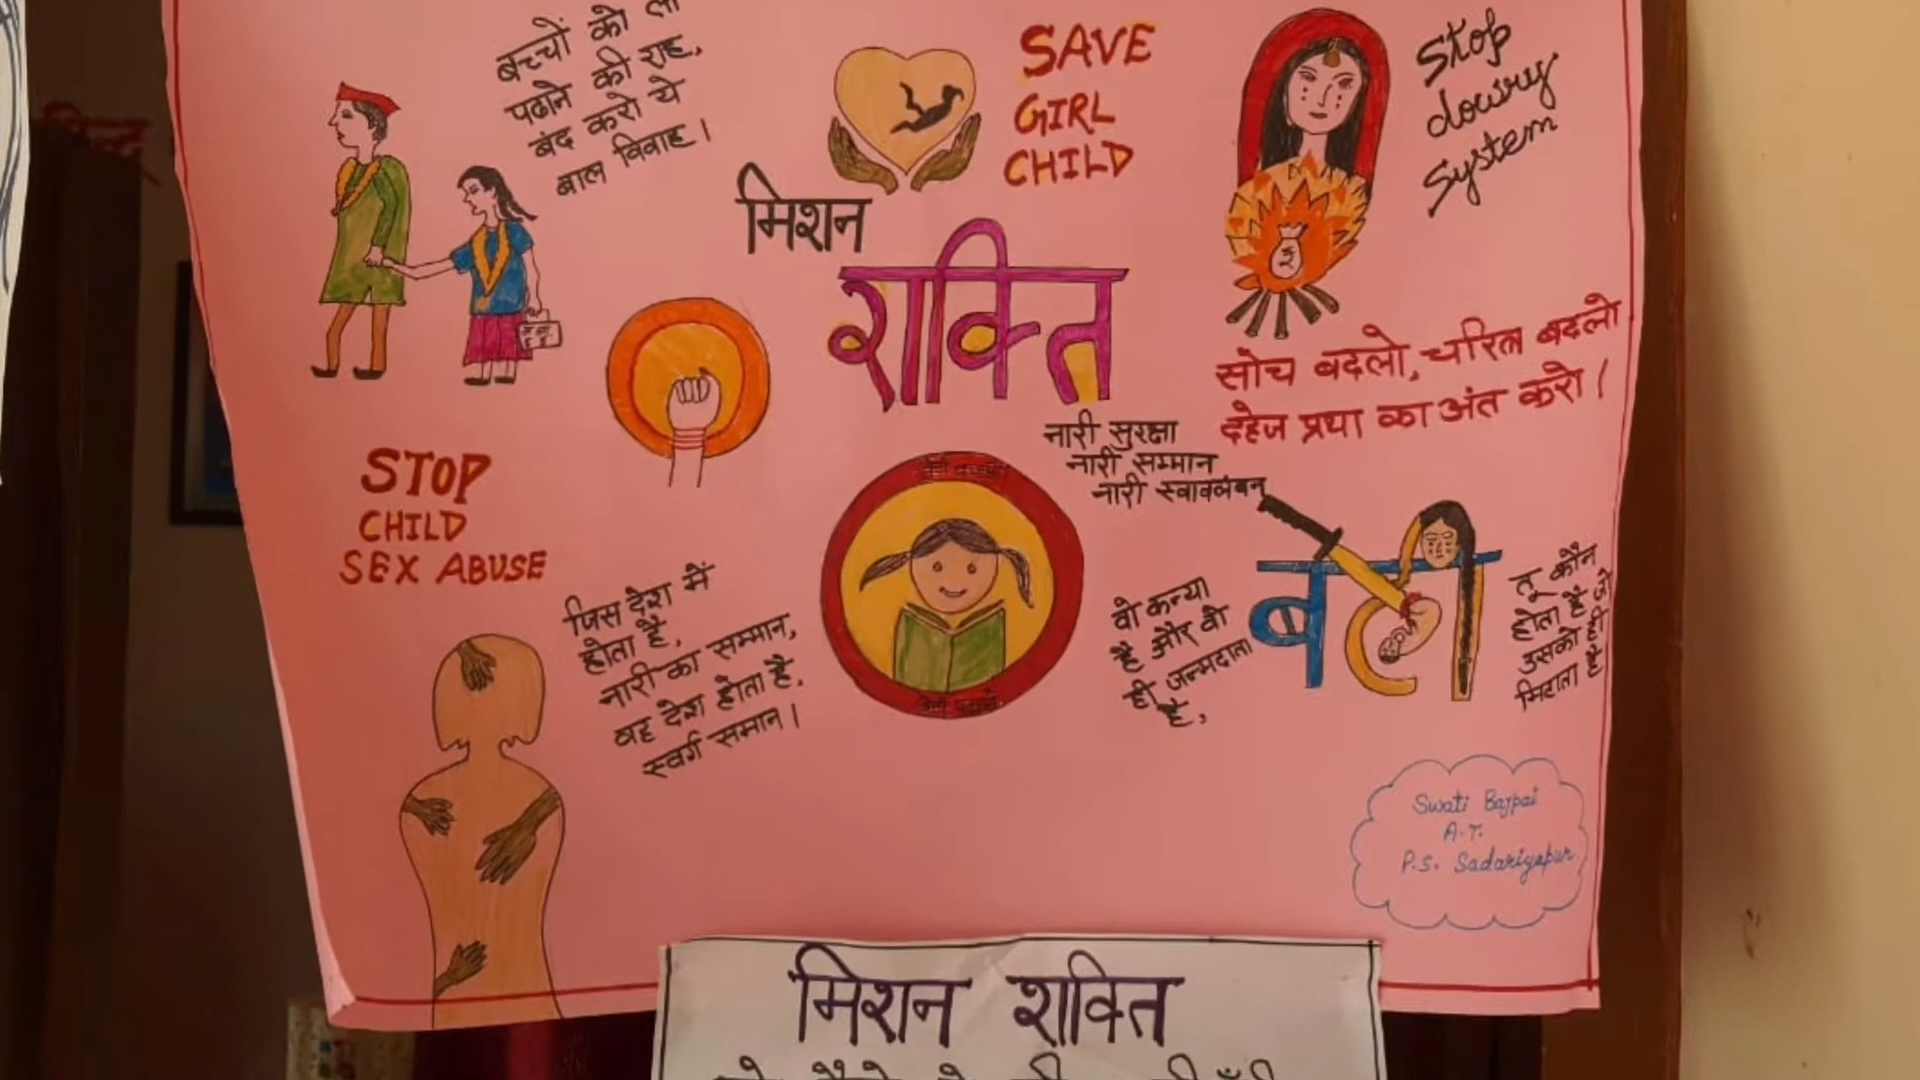 बच्चों को ला
पढाने की राह,
बंद करो ये
बाल विवाह।
SAVE
GIRL
CHILD
Stop
dowry
system
मिशन
शक्ति
सोच बदलो, चरित्र बदलो
दहेज प्रथा का अंत करो।
नारी सुरक्षा
नारी सम्मान
नारी स्वावलंबन
STOP
CHILD
SEX ABUSE
जिस देश में
होता है,
नारी का सम्मान,
वह देश होता है,
स्वर्ग समान।
वो कन्या
है और वो
ही जन्मदाता
है,
बेटी
तू कौन
होता है जो
उसको ही
मिटाता है
Swati Bajpai
A.T.
P.S. Sadariyapur
मिशन शक्ति